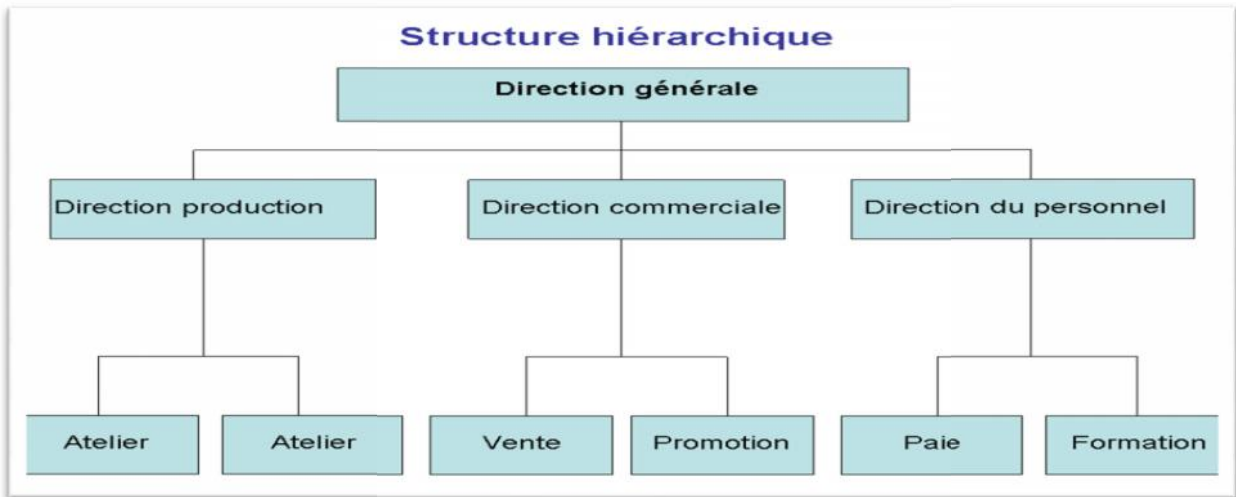 Structure hiérarchique
Direction générale
Direction production
Direction commerciale
Direction du personnel
Atelier
Atelier
Vente
Promotion
Paie
Formation